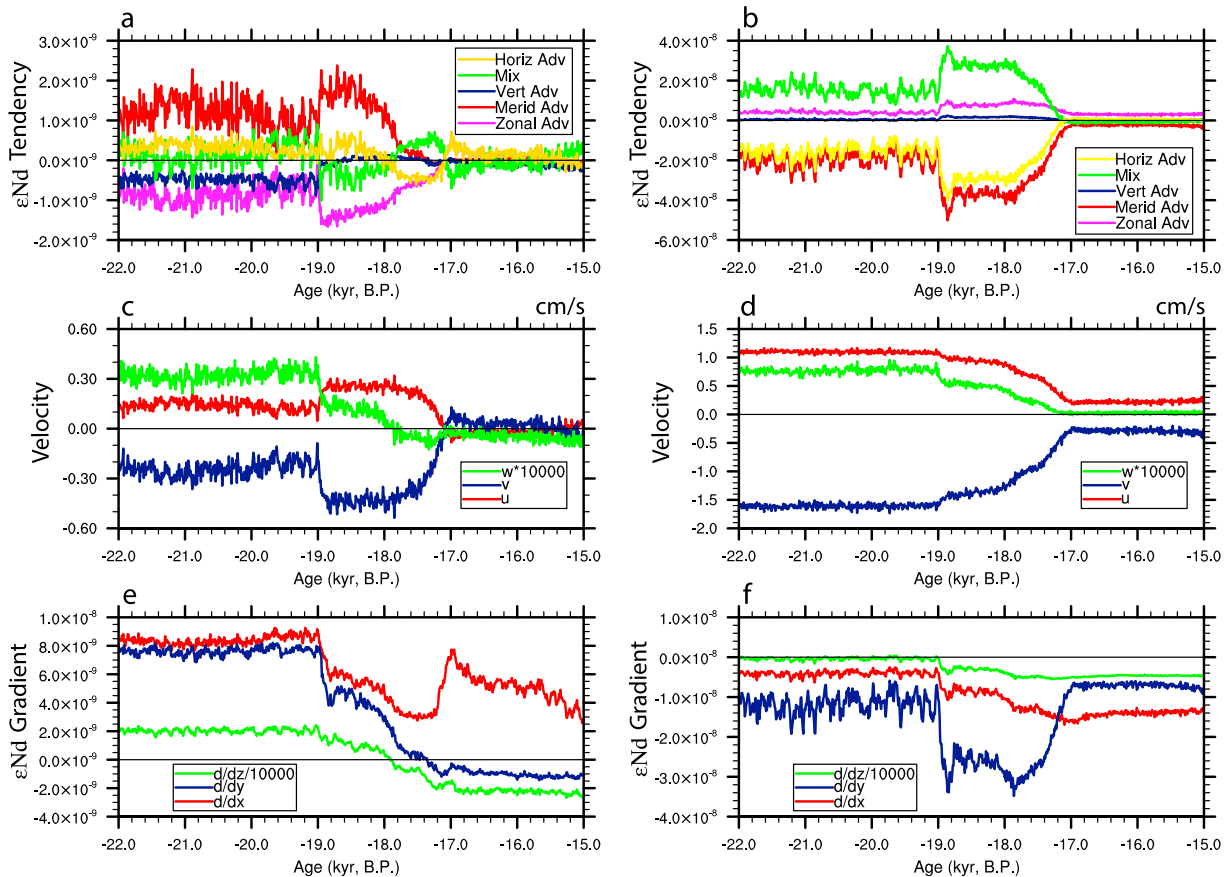 a
εNd Tendency
3.0×10⁻⁹
2.0×10⁻⁹
1.0×10⁻⁹
0.0×10⁻⁹
-1.0×10⁻⁹
-2.0×10⁻⁹
Horiz Adv
Mix
Vert Adv
Merid Adv
Zonal Adv
-22.0 -21.0 -20.0 -19.0 -18.0 -17.0 -16.0 -15.0
Age (kyr, B.P.)
b
εNd Tendency
4.0×10⁻⁸
2.0×10⁻⁸
0.0×10⁻⁸
-2.0×10⁻⁸
-4.0×10⁻⁸
-6.0×10⁻⁸
Horiz Adv
Mix
Vert Adv
Merid Adv
Zonal Adv
-22.0 -21.0 -20.0 -19.0 -18.0 -17.0 -16.0 -15.0
Age (kyr, B.P.)
c
cm/s
Velocity
0.60
0.30
0.00
-0.30
-0.60
w*10000
v
u
-22.0 -21.0 -20.0 -19.0 -18.0 -17.0 -16.0 -15.0
Age (kyr, B.P.)
d
cm/s
Velocity
1.5
1.0
0.5
0.0
-0.5
-1.0
-1.5
-2.0
w*10000
v
u
-22.0 -21.0 -20.0 -19.0 -18.0 -17.0 -16.0 -15.0
Age (kyr, B.P.)
e
εNd Gradient
1.0×10⁻⁸
8.0×10⁻⁹
6.0×10⁻⁹
4.0×10⁻⁹
2.0×10⁻⁹
0.0×10⁻⁹
-2.0×10⁻⁹
-4.0×10⁻⁹
d/dz/10000
d/dy
d/dx
-22.0 -21.0 -20.0 -19.0 -18.0 -17.0 -16.0 -15.0
Age (kyr, B.P.)
f
εNd Gradient
1.0×10⁻⁸
0.0×10⁻⁸
-1.0×10⁻⁸
-2.0×10⁻⁸
-3.0×10⁻⁸
-4.0×10⁻⁸
d/dz/10000
d/dy
d/dx
-22.0 -21.0 -20.0 -19.0 -18.0 -17.0 -16.0 -15.0
Age (kyr, B.P.)